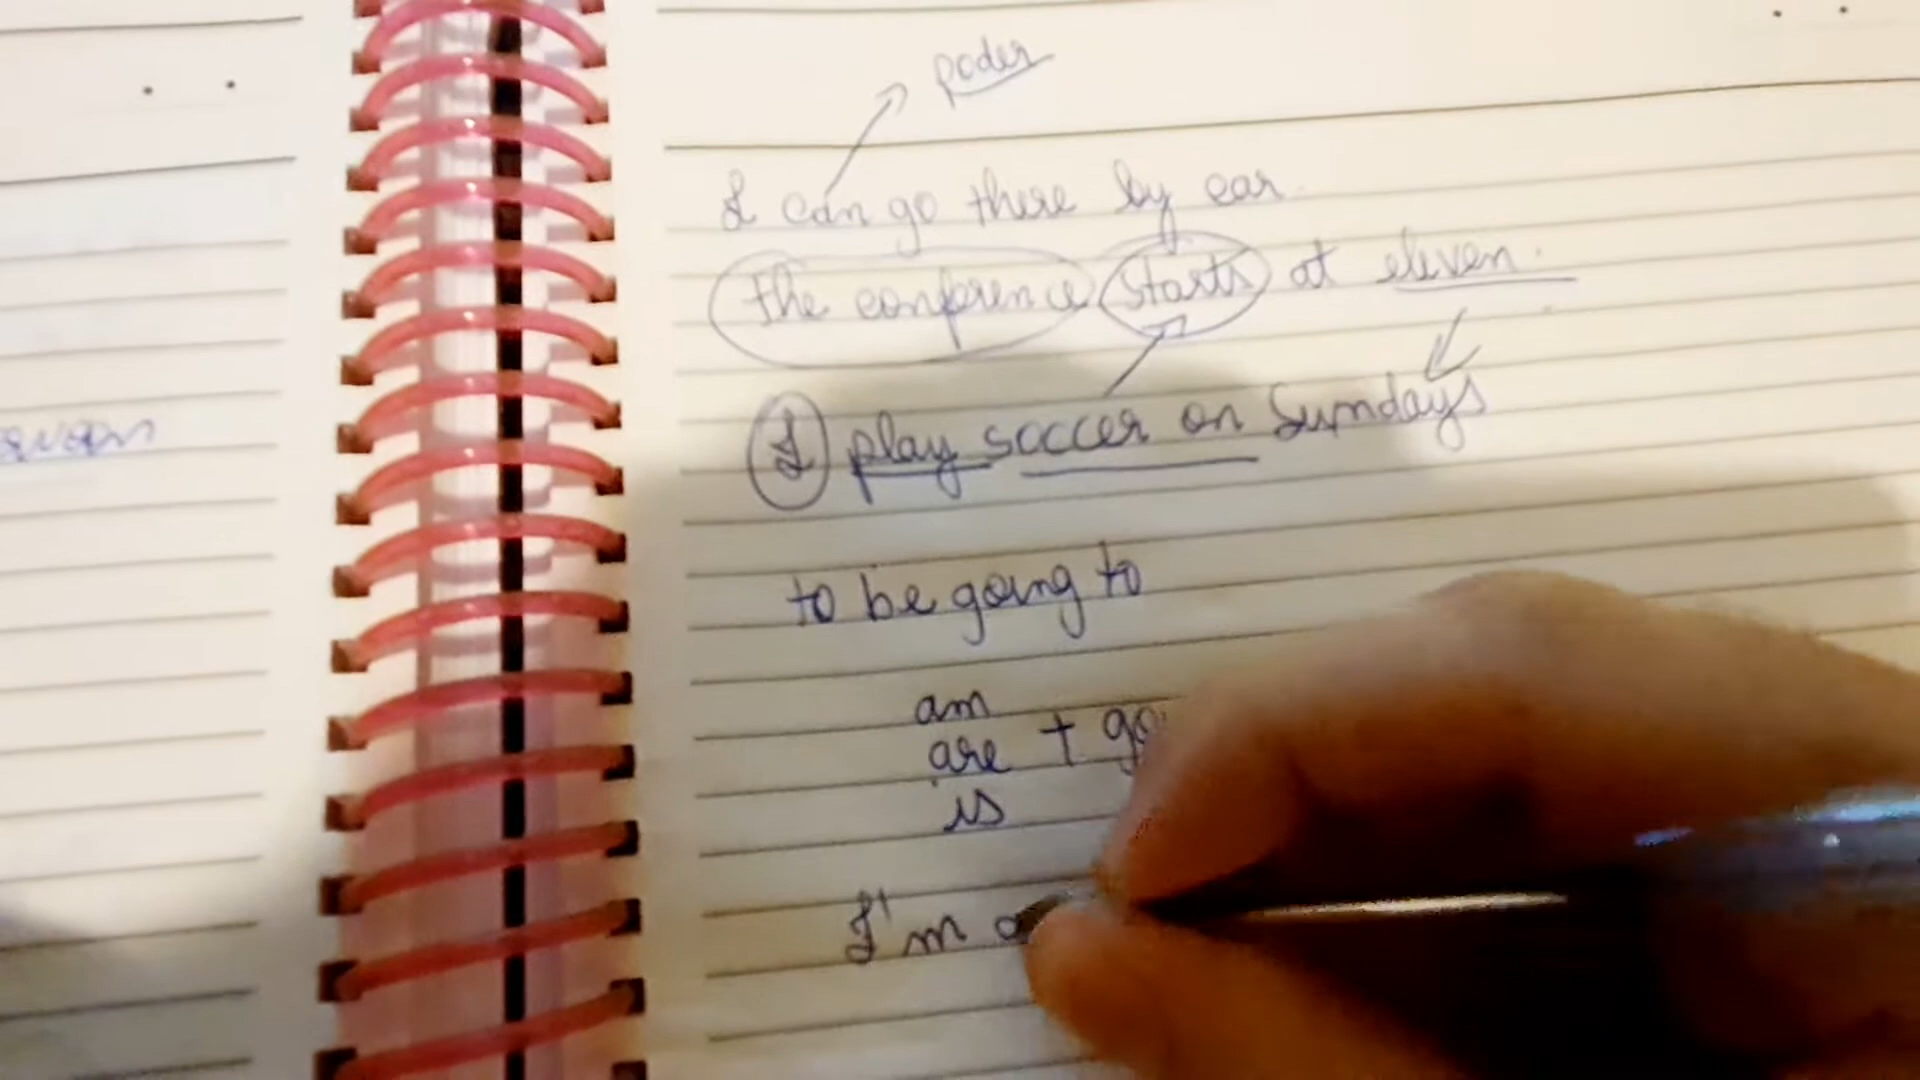 poder
I can go there by car.
the conference starts at eleven.
I play soccer on Sundays
to be going to
am
are + go
is
I'm